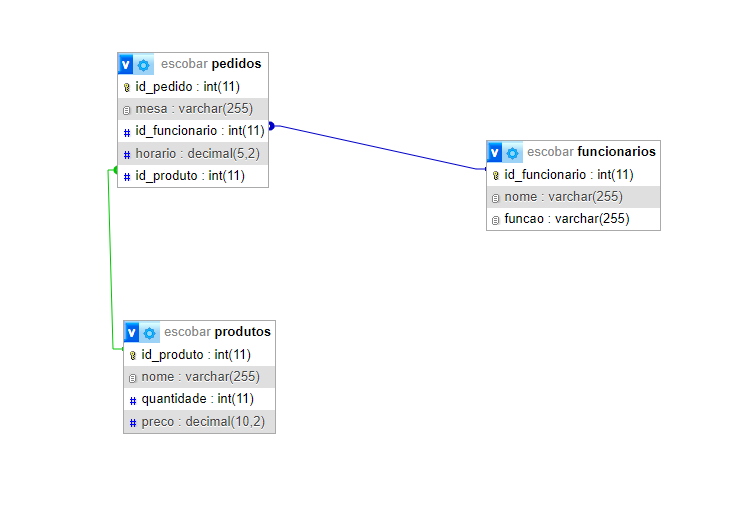 v escobar pedidos
id_pedido : int(11)
mesa : varchar(255)
# id_funcionario : int(11)
# horario : decimal(5,2)
# id_produto : int(11)
v escobar funcionarios
id_funcionario : int(11)
nome : varchar(255)
funcao : varchar(255)
v escobar produtos
id_produto : int(11)
nome : varchar(255)
# quantidade : int(11)
# preco : decimal(10,2)